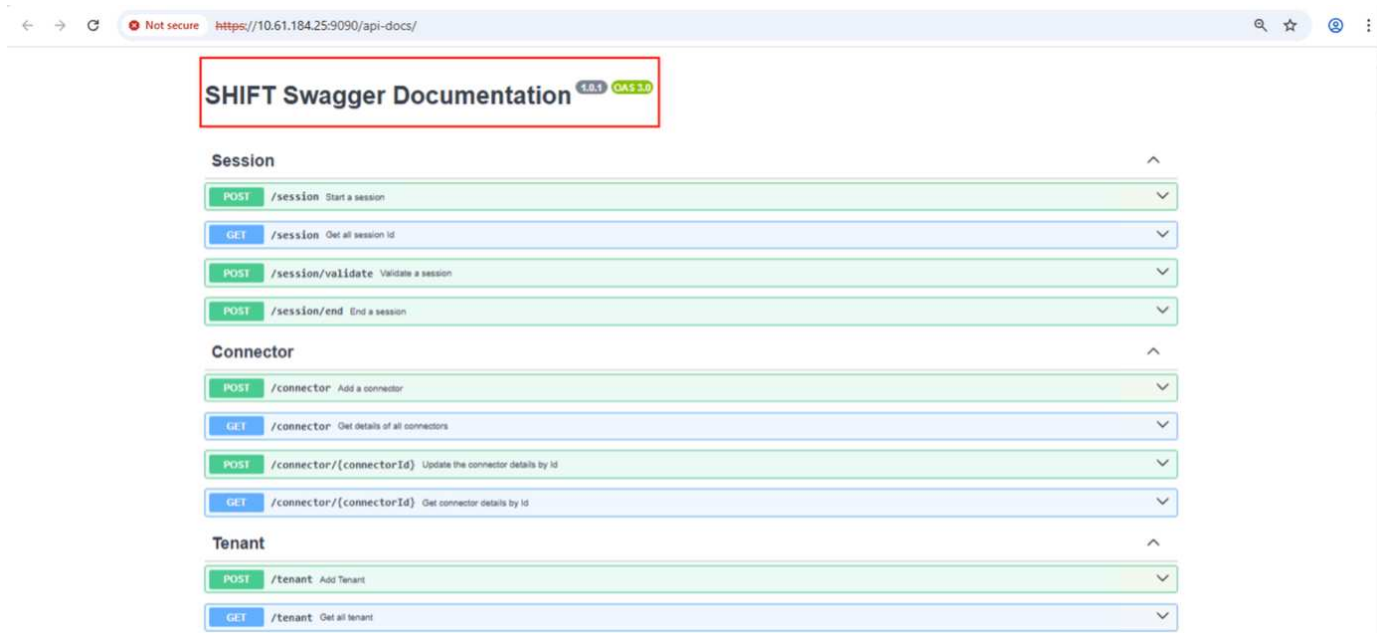 Not secure https://10.61.184.25:9090/api-docs/
SHIFT Swagger Documentation 1.0.1 OAS 3.0
Session
POST /session Start a session
GET /session Get all session Id
POST /session/validate Validate a session
POST /session/end End a session
Connector
POST /connector Add a connector
GET /connector Get details of all connectors
POST /connector/{connectorId} Update the connector details by Id
GET /connector/{connectorId} Get connector details by Id
Tenant
POST /tenant Add Tenant
GET /tenant Get all tenant